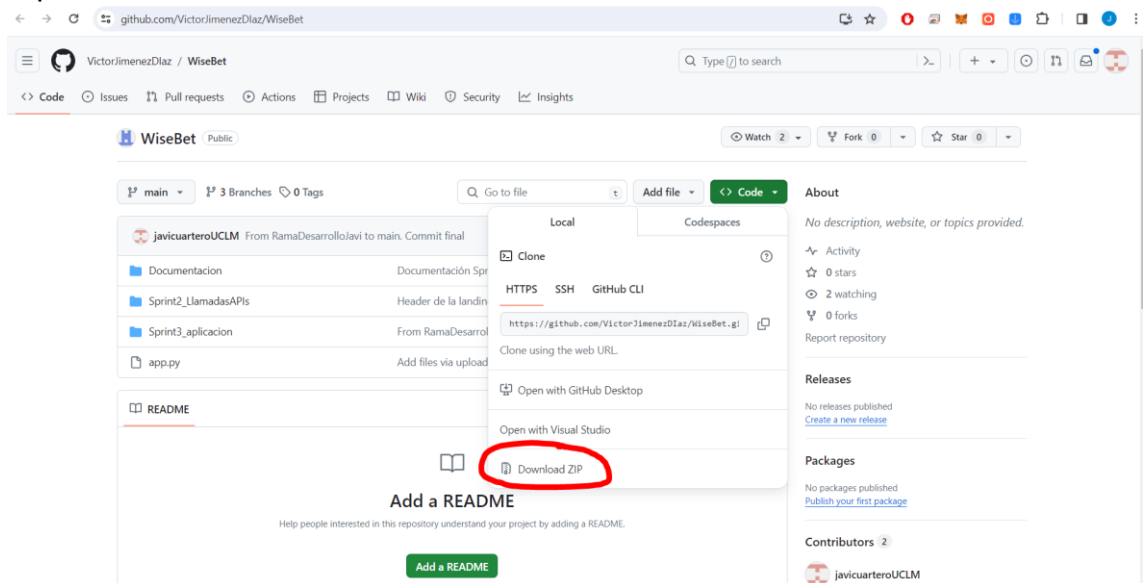 github.com/VictorJimenezDlaz/WiseBet
VictorJimenezDlaz / WiseBet
Type / to search
Code Issues Pull requests Actions Projects Wiki Security Insights
WiseBet Public
Watch 2 Fork 0 Star 0
main 3 Branches 0 Tags Go to file t Add file Code
About
Local Codespaces
No description, website, or topics provided.
javicuarteroUCLM From RamaDesarrolloJavi to main. Commit final
Activity
Clone
0 stars
Documentacion Documentación Spr
HTTPS SSH GitHub CLI
2 watching
Sprint2_LlamadasAPIs Header de la landin
https://github.com/VictorJimenezDIaz/WiseBet.gi
0 forks
Sprint3_aplicacion From RamaDesarrol
Report repository
Clone using the web URL.
app.py Add files via upload
Releases
Open with GitHub Desktop
README
No releases published
Create a new release
Open with Visual Studio
Packages
Download ZIP
No packages published
Publish your first package
Add a README
Help people interested in this repository understand your project by adding a README.
Contributors 2
Add a README
javicuarteroUCLM